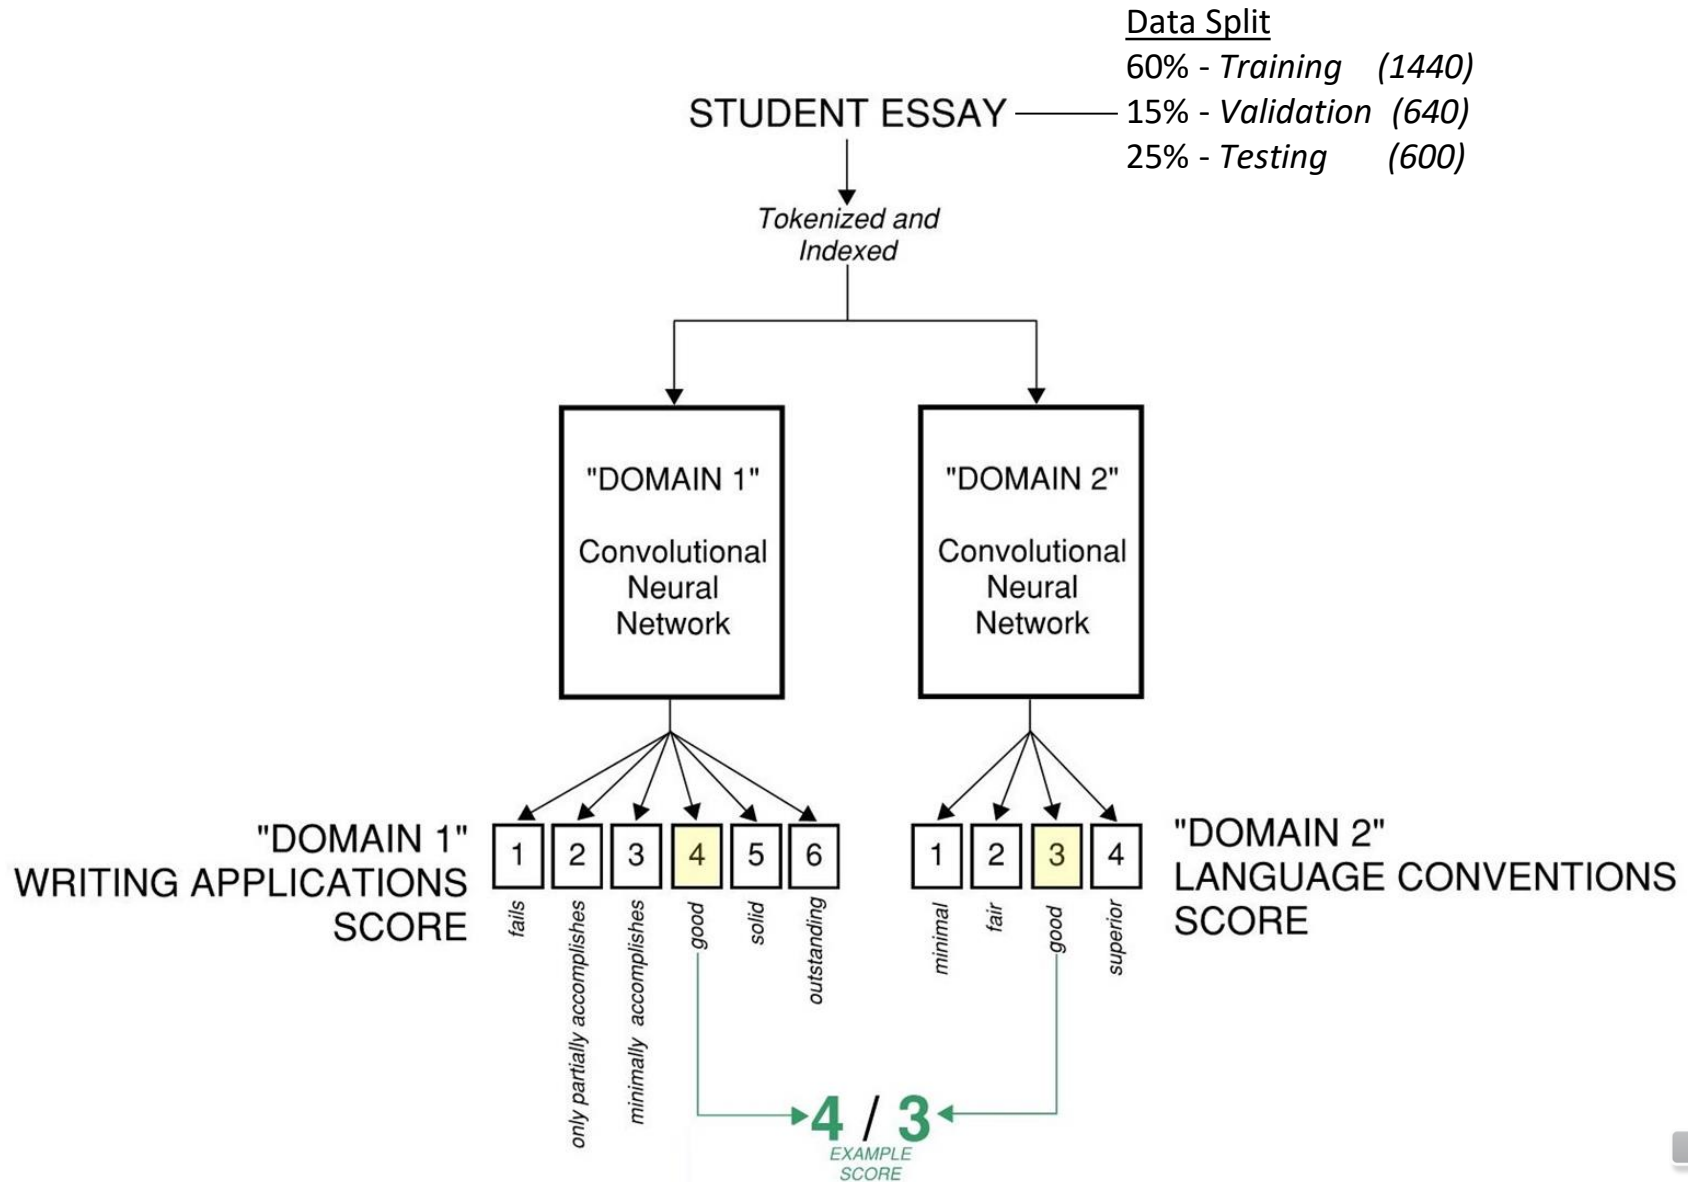 Data Split
60% - Training (1440)
STUDENT ESSAY
15% - Validation (640)
25% - Testing (600)
Tokenized and
Indexed
"DOMAIN 1"
Convolutional
Neural
Network
"DOMAIN 2"
Convolutional
Neural
Network
"DOMAIN 1"
WRITING APPLICATIONS
SCORE
1 2 3 4 5 6
fails
only partially accomplishes
minimally accomplishes
good
solid
outstanding
1 2 3 4
minimal
fair
good
superior
"DOMAIN 2"
LANGUAGE CONVENTIONS
SCORE
4 / 3
EXAMPLE
SCORE